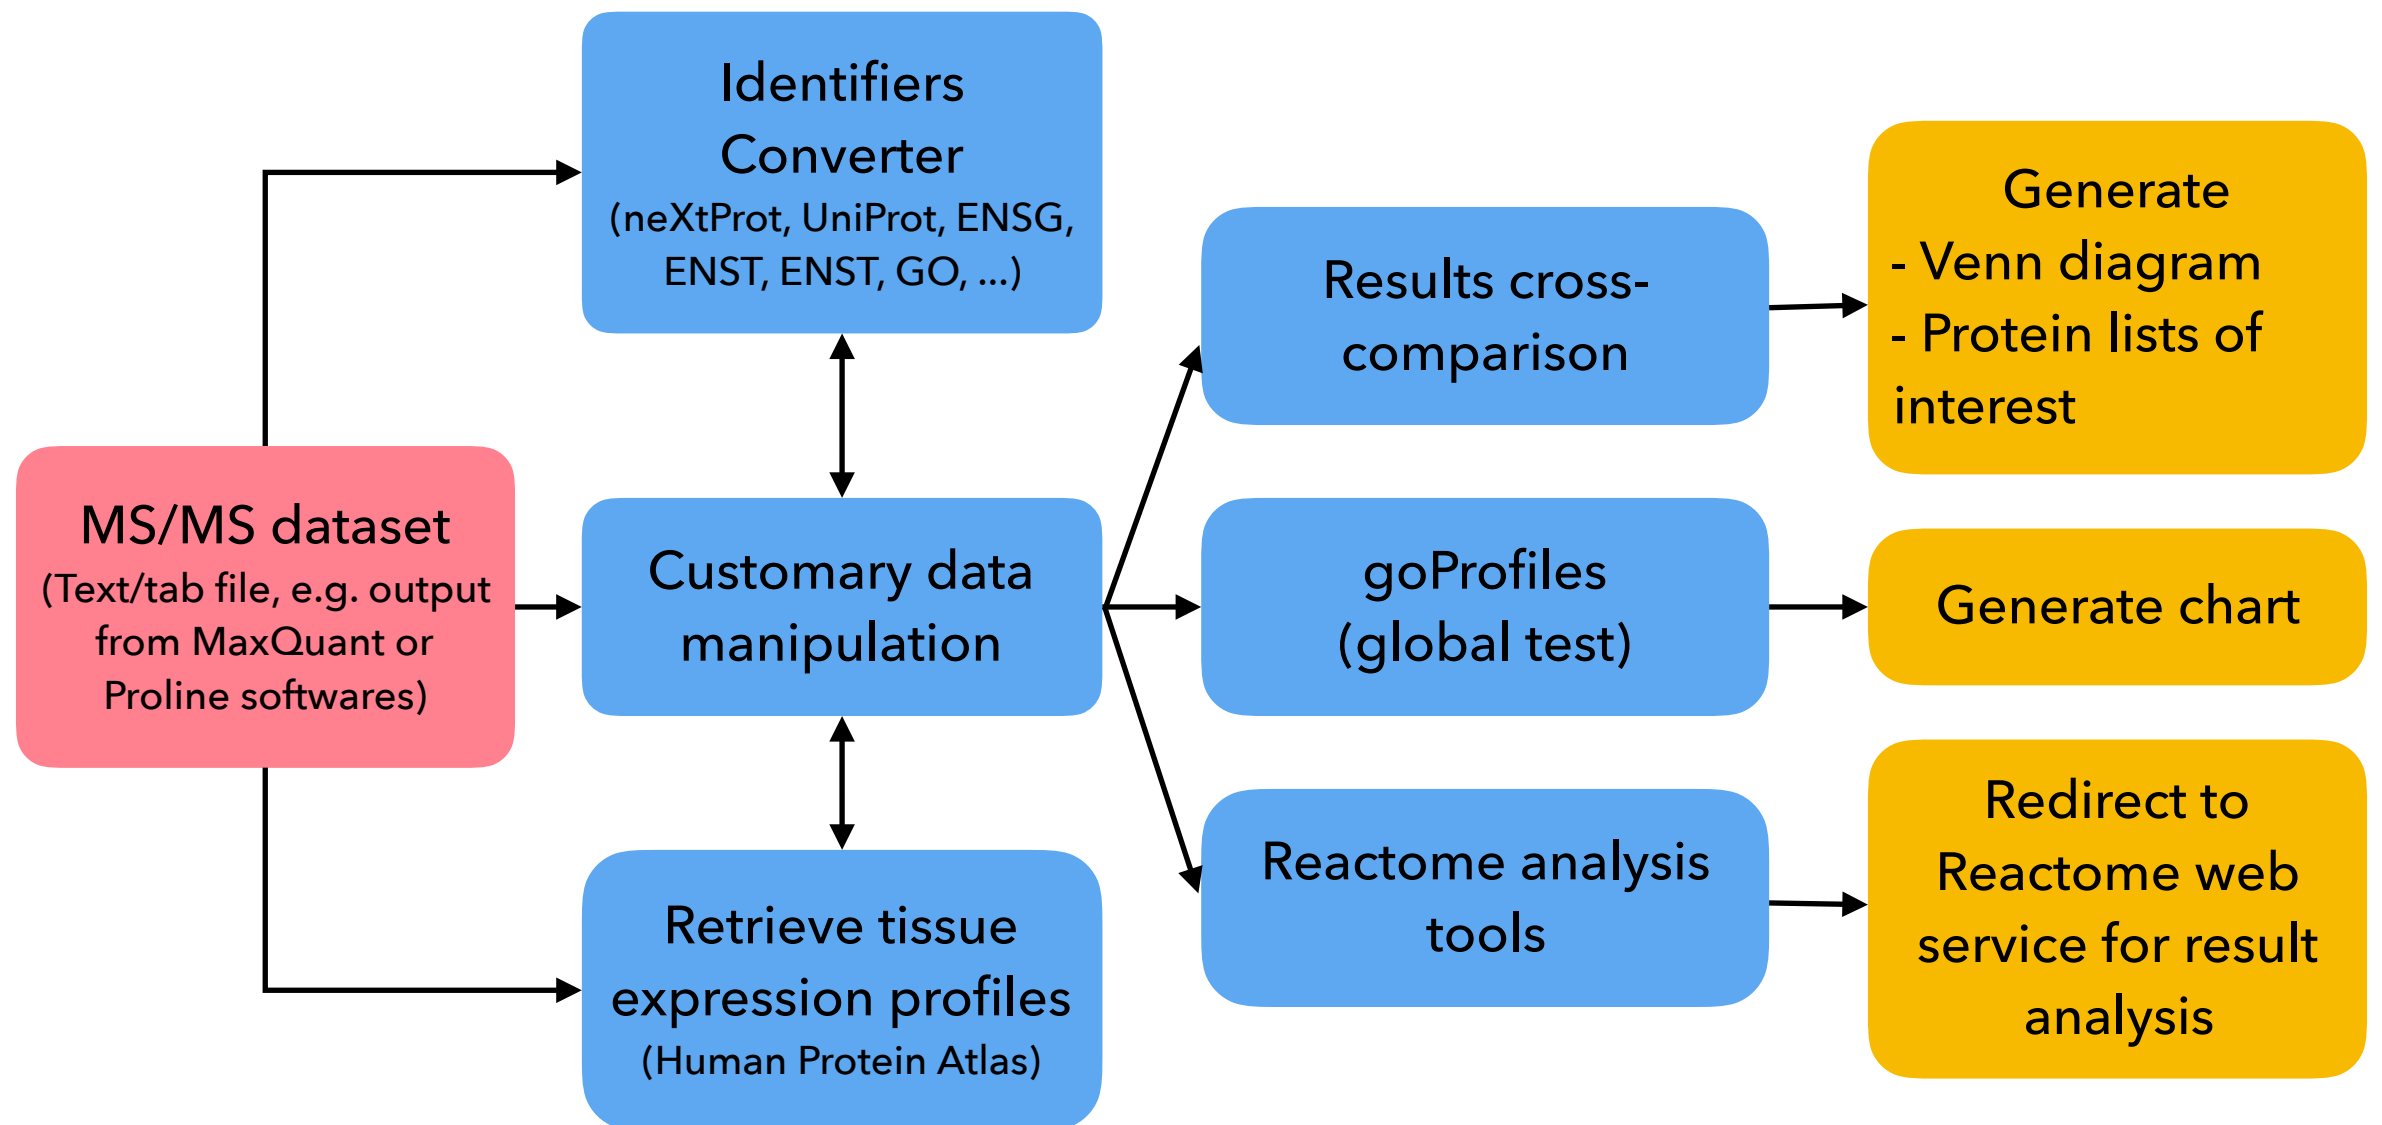 Identifiers
Converter
(neXtProt, UniProt, ENSG,
ENST, ENST, GO, ...)
MS/MS dataset
(Text/tab file, e.g. output
from MaxQuant or
Proline softwares)
Customary data
manipulation
Retrieve tissue
expression profiles
(Human Protein Atlas)
Results cross-
comparison
goProfiles
(global test)
Reactome analysis
tools
Generate
- Venn diagram
- Protein lists of
interest
Generate chart
Redirect to
Reactome web
service for result
analysis